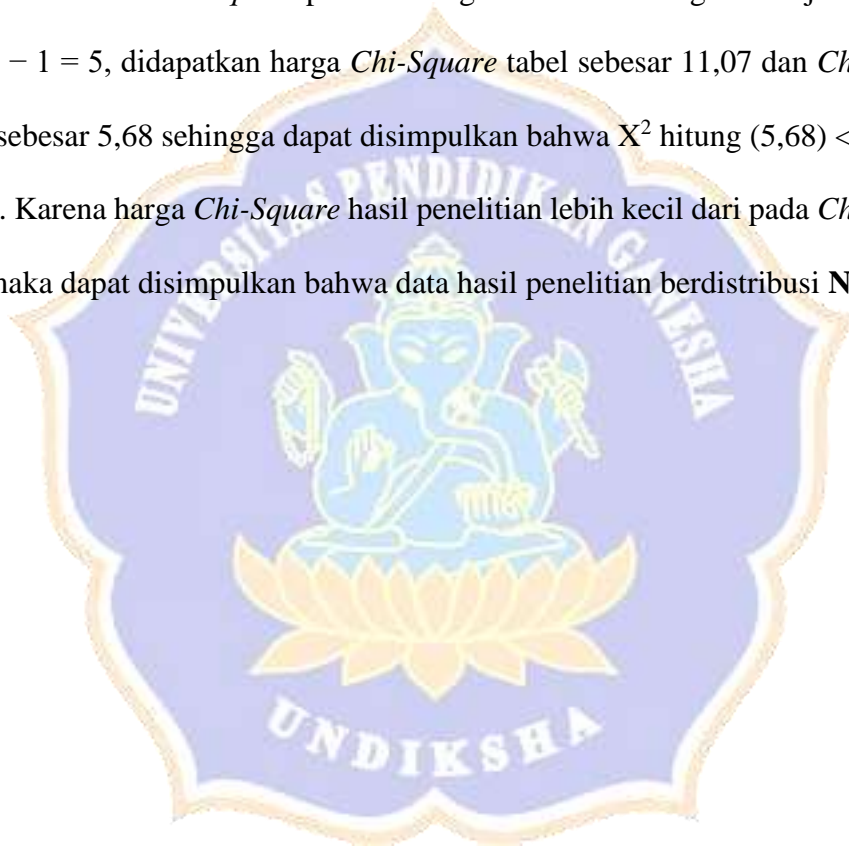 − 1 = 5, didapatkan harga Chi-Square tabel sebesar 11,07 dan Ch
sebesar 5,68 sehingga dapat disimpulkan bahwa X² hitung (5,68) <
. Karena harga Chi-Square hasil penelitian lebih kecil dari pada Ch
naka dapat disimpulkan bahwa data hasil penelitian berdistribusi N
UNIVERSITAS PENDIDIKAN GANESHA
UNDIKSHA